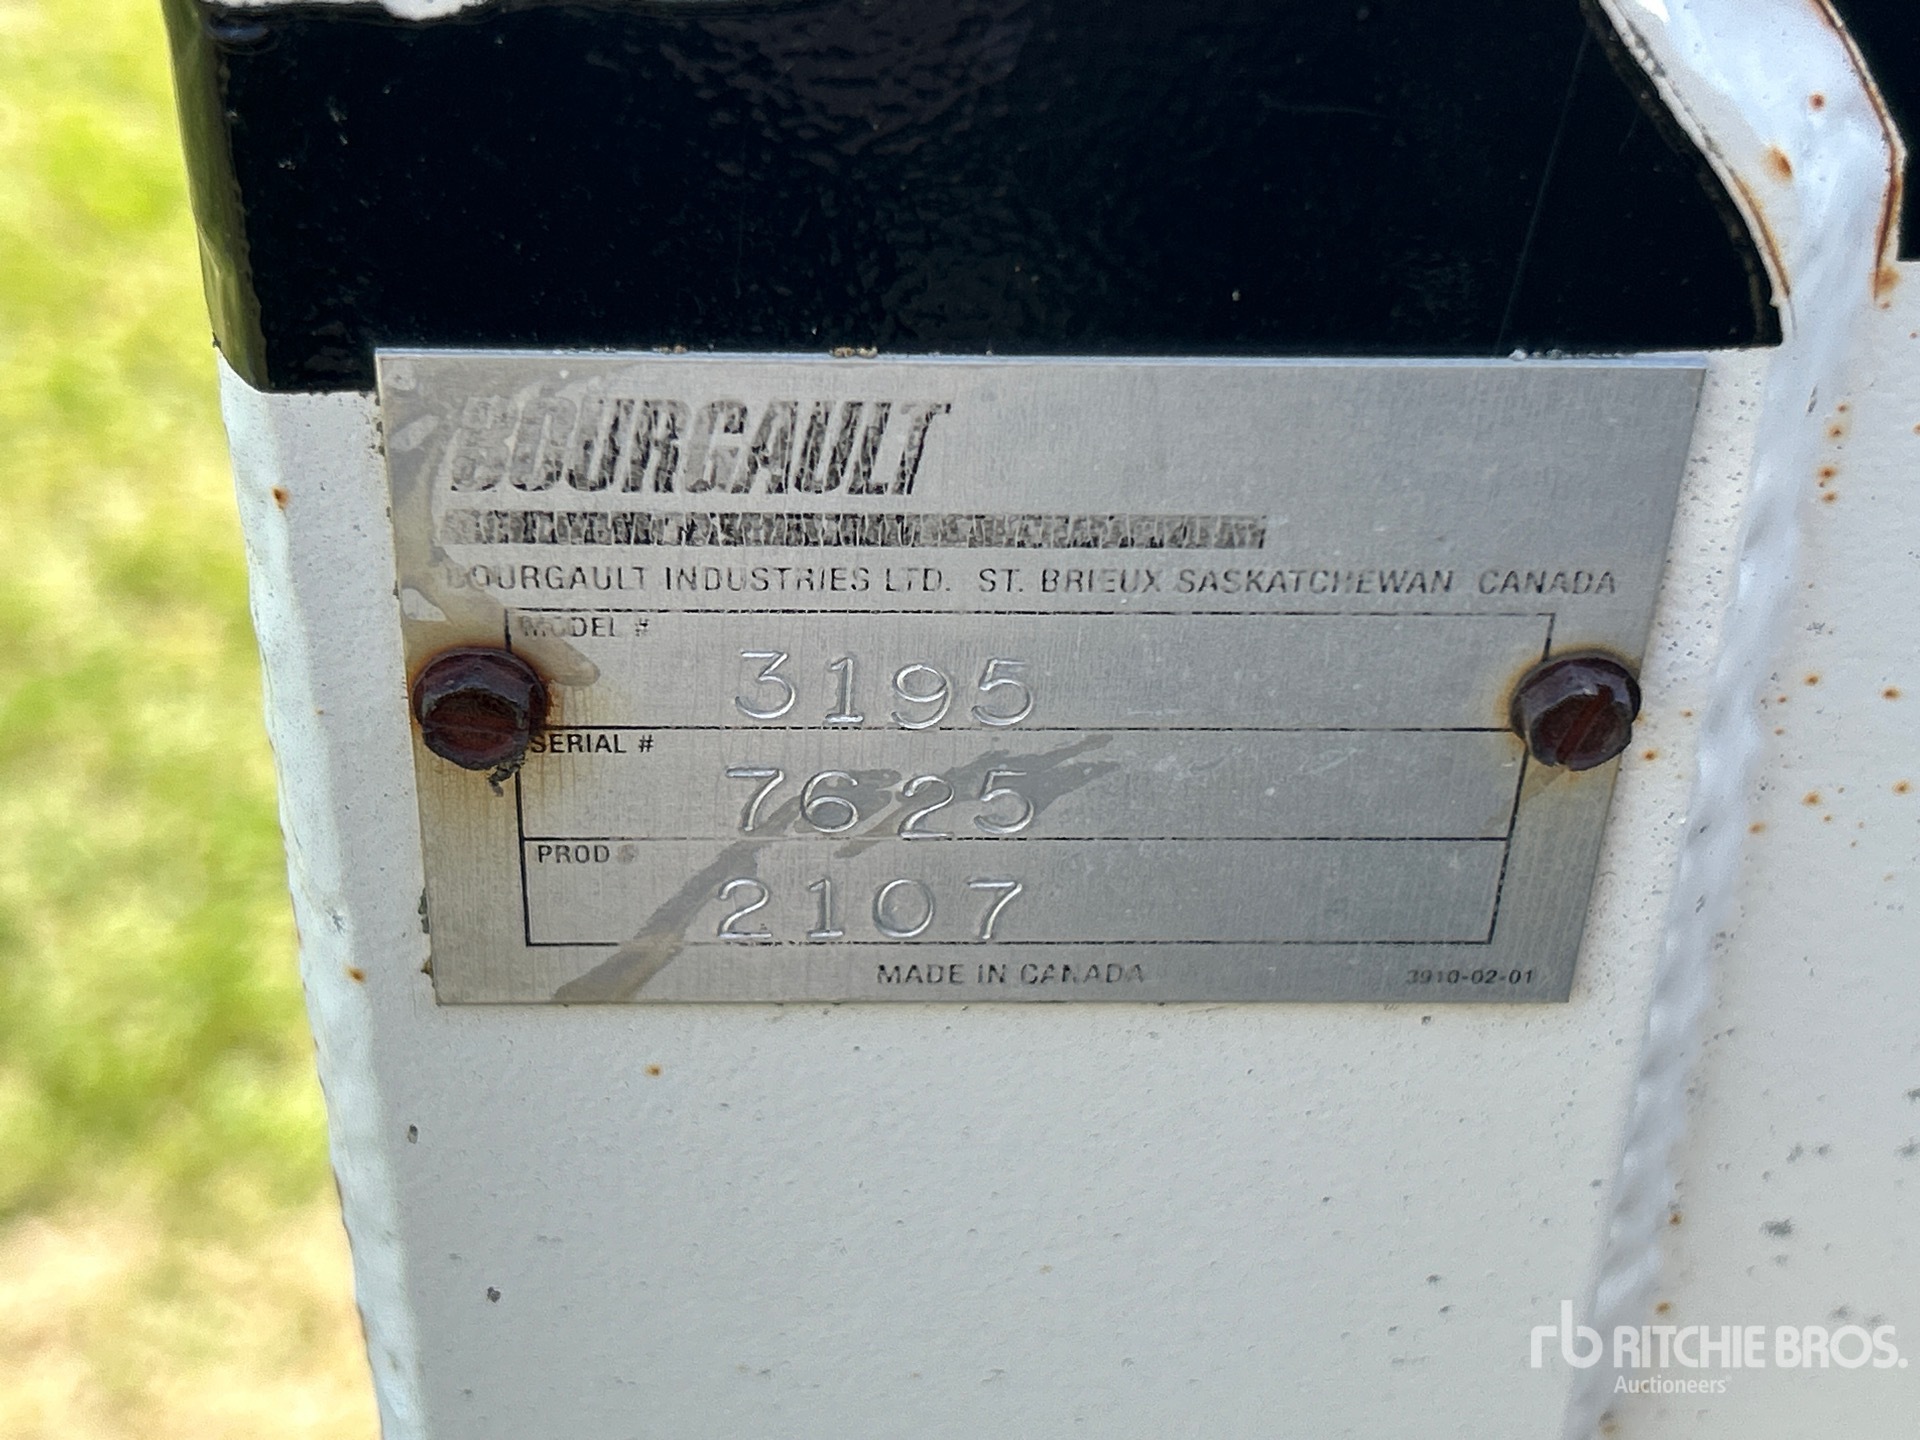 BOURGAULT
BOURGAULT INDUSTRIES LTD. ST. BRIEUX SASKATCHEWAN CANADA
MODEL #
3195
SERIAL #
7625
PROD #
2107
MADE IN CANADA
3910-02-01
rb RITCHIE BROS.
Auctioneers